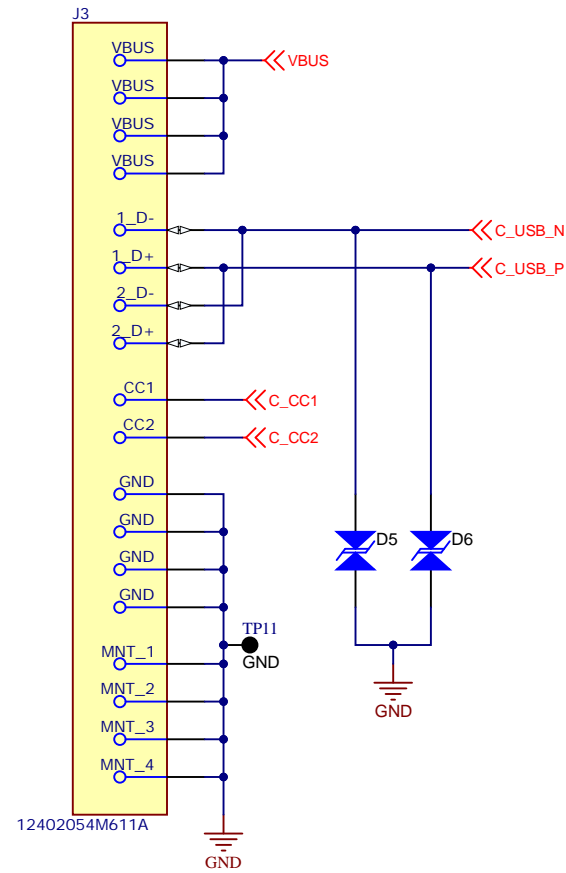 J3
VBUS
VBUS
VBUS
VBUS
VBUS
1_D-
C_USB_N
1_D+
C_USB_P
2_D-
2_D+
CC1
C_CC1
CC2
C_CC2
GND
GND
D5
D6
GND
GND
TP11
GND
MNT_1
MNT_2
GND
MNT_3
MNT_4
12402054M611A
GND